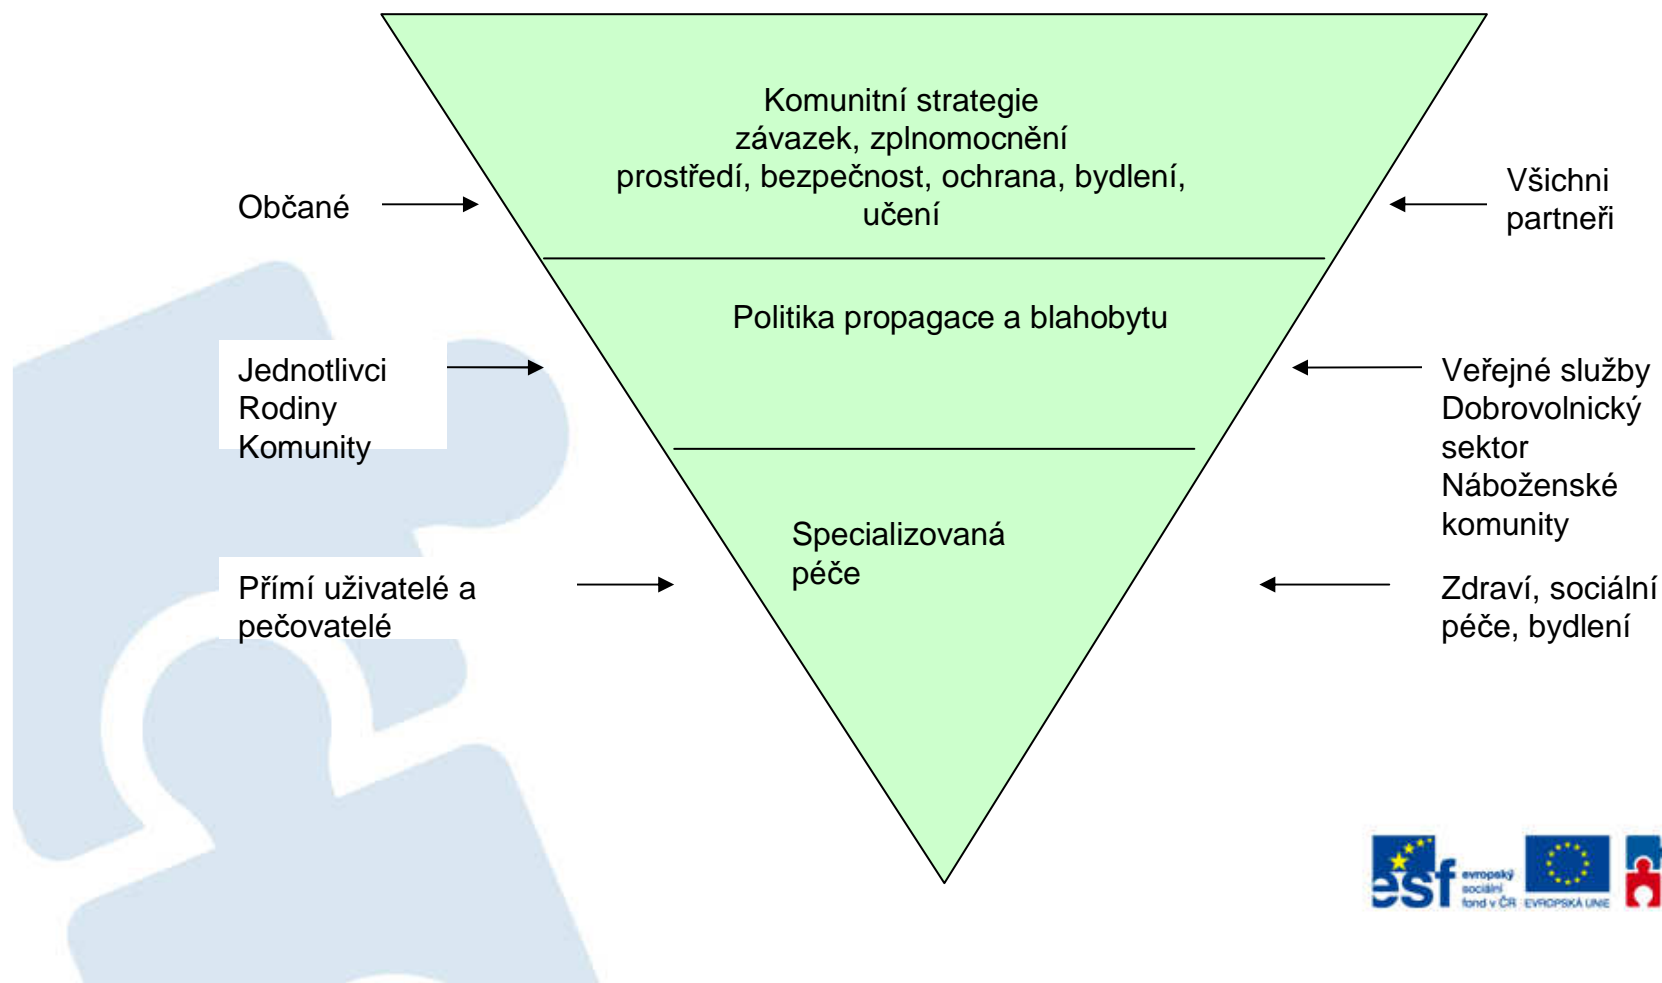 Komunitní strategie
závazek, zplnomocnění
prostředí, bezpečnost, ochrana, bydlení,
učení
Občané
Všichni
partneři
Politika propagace a blahobytu
Jednotlivci
Rodiny
Komunity
Veřejné služby
Dobrovolnický
sektor
Náboženské
komunity
Specializovaná
péče
Přímí uživatelé a
pečovatelé
Zdraví, sociální
péče, bydlení
esf
evropský
sociální
fond v ČR
EVROPSKÁ UNIE